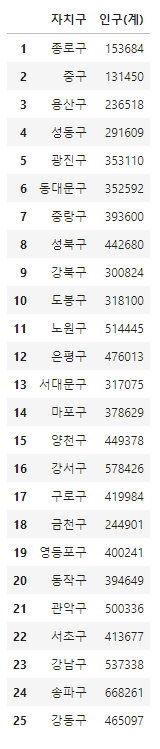 자치구 인구(계)
1 종로구 153684
2 중구 131450
3 용산구 236518
4 성동구 291609
5 광진구 353110
6 동대문구 352592
7 중랑구 393600
8 성북구 442680
9 강북구 300824
10 도봉구 318100
11 노원구 514445
12 은평구 476013
13 서대문구 317075
14 마포구 378629
15 양천구 449378
16 강서구 578426
17 구로구 419984
18 금천구 244901
19 영등포구 400241
20 동작구 394649
21 관악구 500336
22 서초구 413677
23 강남구 537338
24 송파구 668261
25 강동구 465097